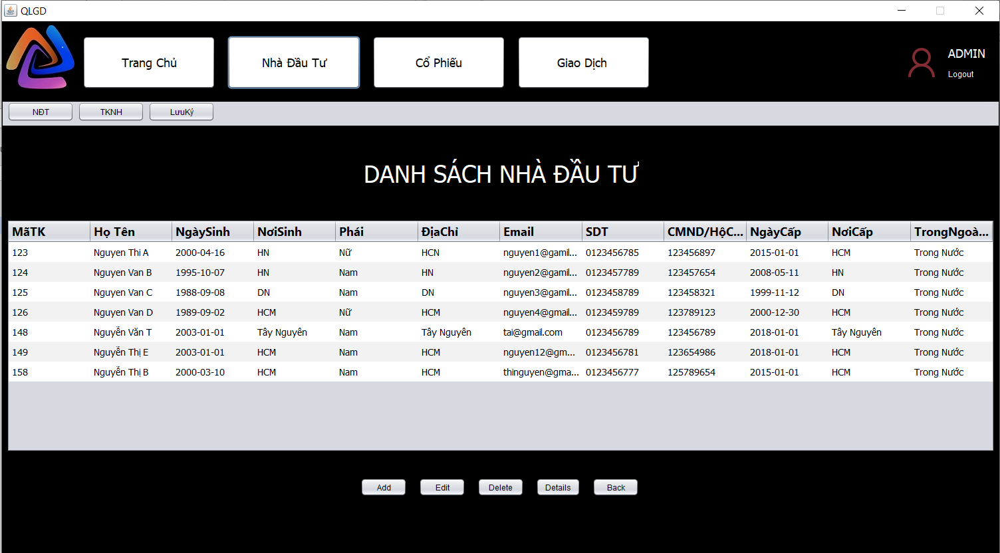 QLGD
Trang Chủ Nhà Đầu Tư Cổ Phiếu Giao Dịch
ADMIN
Logout
NĐT TKNH LưuKý
DANH SÁCH NHÀ ĐẦU TƯ
MãTK Họ Tên NgàySinh NơiSinh Phái ĐịaChỉ Email SDT CMND/HộC... NgàyCấp NơiCấp TrongNgoà...
123 Nguyen Thi A 2000-04-16 HN Nữ HCN nguyen1@gamil... 0123456785 123456897 2015-01-01 HCM Trong Nước
124 Nguyen Van B 1995-10-07 HN Nam HN nguyen2@gamil... 0123457789 123457654 2008-05-11 HN Trong Nước
125 Nguyen Van C 1988-09-08 DN Nam DN nguyen3@gamil... 0123458789 123458321 1999-11-12 DN Trong Nước
126 Nguyen Van D 1989-09-02 HCM Nữ HCM nguyen4@gmail... 0123459789 123789123 2000-12-30 HCM Trong Nước
148 Nguyễn Văn T 2003-01-01 Tây Nguyên Nam Tây Nguyên tai@gmail.com 0123456789 123456789 2018-01-01 Tây Nguyên Trong Nước
149 Nguyễn Thị E 2003-01-01 HCM Nam HCM nguyen12@gm... 0123456781 123654986 2018-01-01 HCM Trong Nước
158 Nguyễn Thị B 2000-03-10 HCM Nam HCM thinguyen@gma... 0123456777 125789654 2015-01-01 HCM Trong Nước
Add Edit Delete Details Back